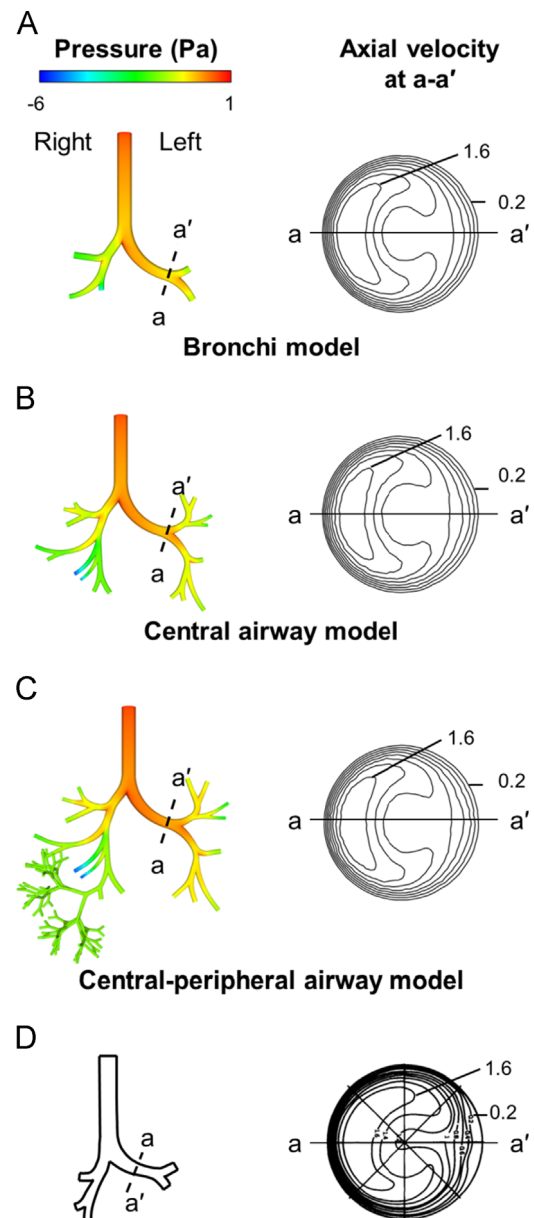 A
Pressure (Pa)
-6 1
Right Left
a′
a
Axial velocity
at a-a′
1.6
0.2
a a′
Bronchi model
B
a′
a
1.6
0.2
a a′
Central airway model
C
a′
a
1.6
0.2
a a′
Central-peripheral airway model
D
a
a′
1.6
0.2
a a′